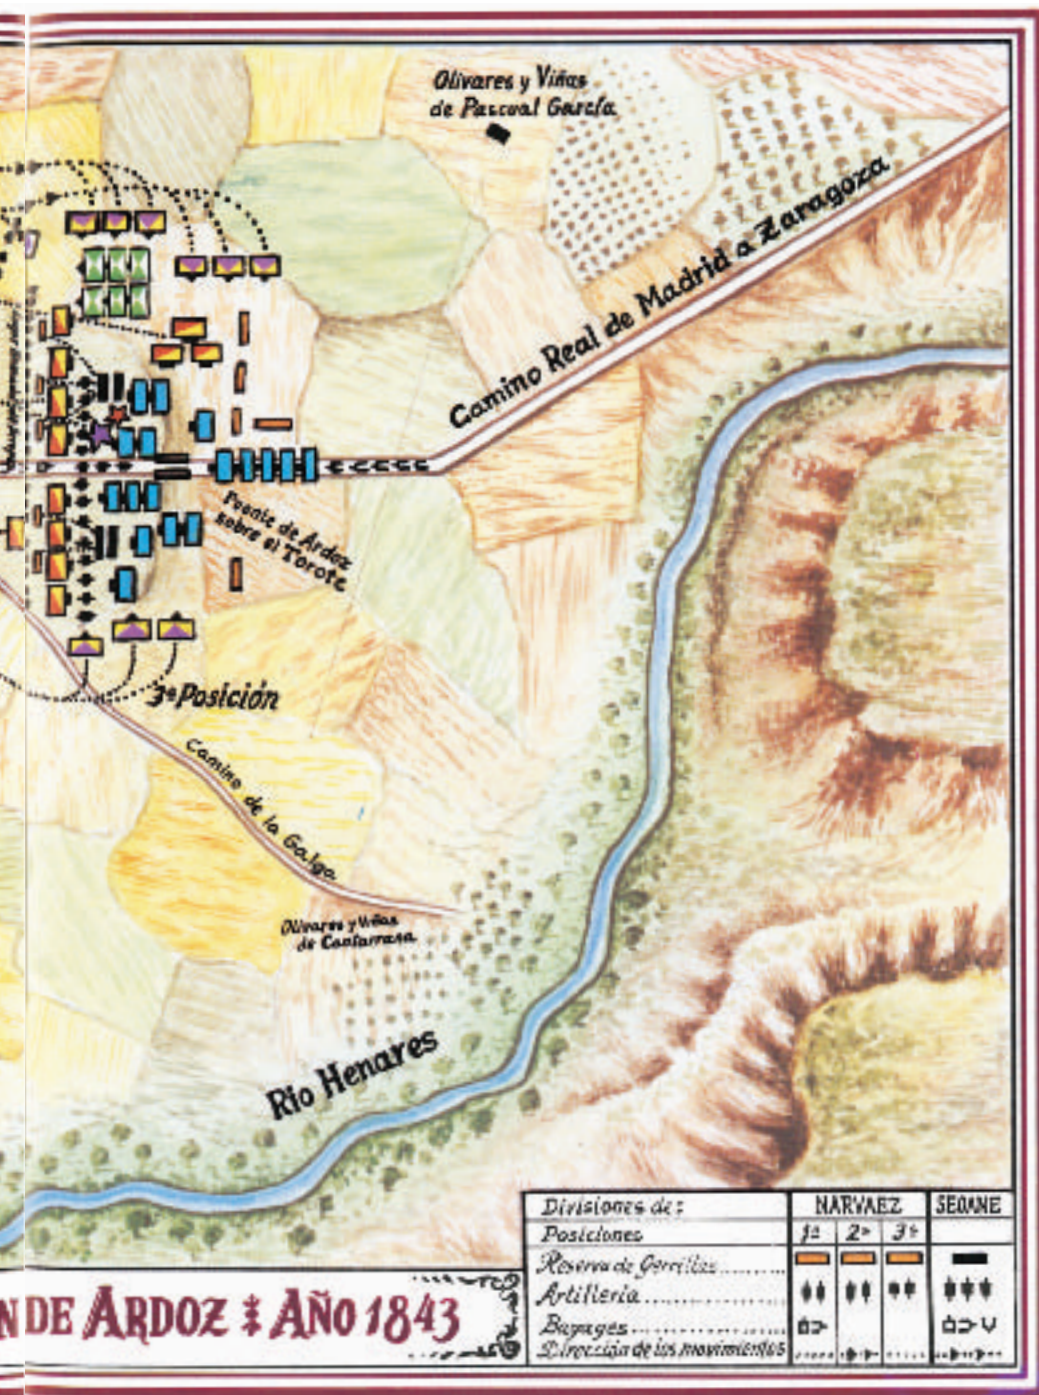 Olivares y Viñas
de Pascual García
Camino Real de Madrid a Zaragoza
Puente de Ardoz
sobre el Torote
3ª Posición
Camino de la Galga
Olivares y Viñas
de Cantarrana
Rio Henares
N DE ARDOZ AÑO 1843
Divisiones de: NARVAEZ SEOANE
Posiciones 1ª 2ª 3ª
Reserva de Gerrillas
Artilleria
Bagages
Dirección de los movimientos